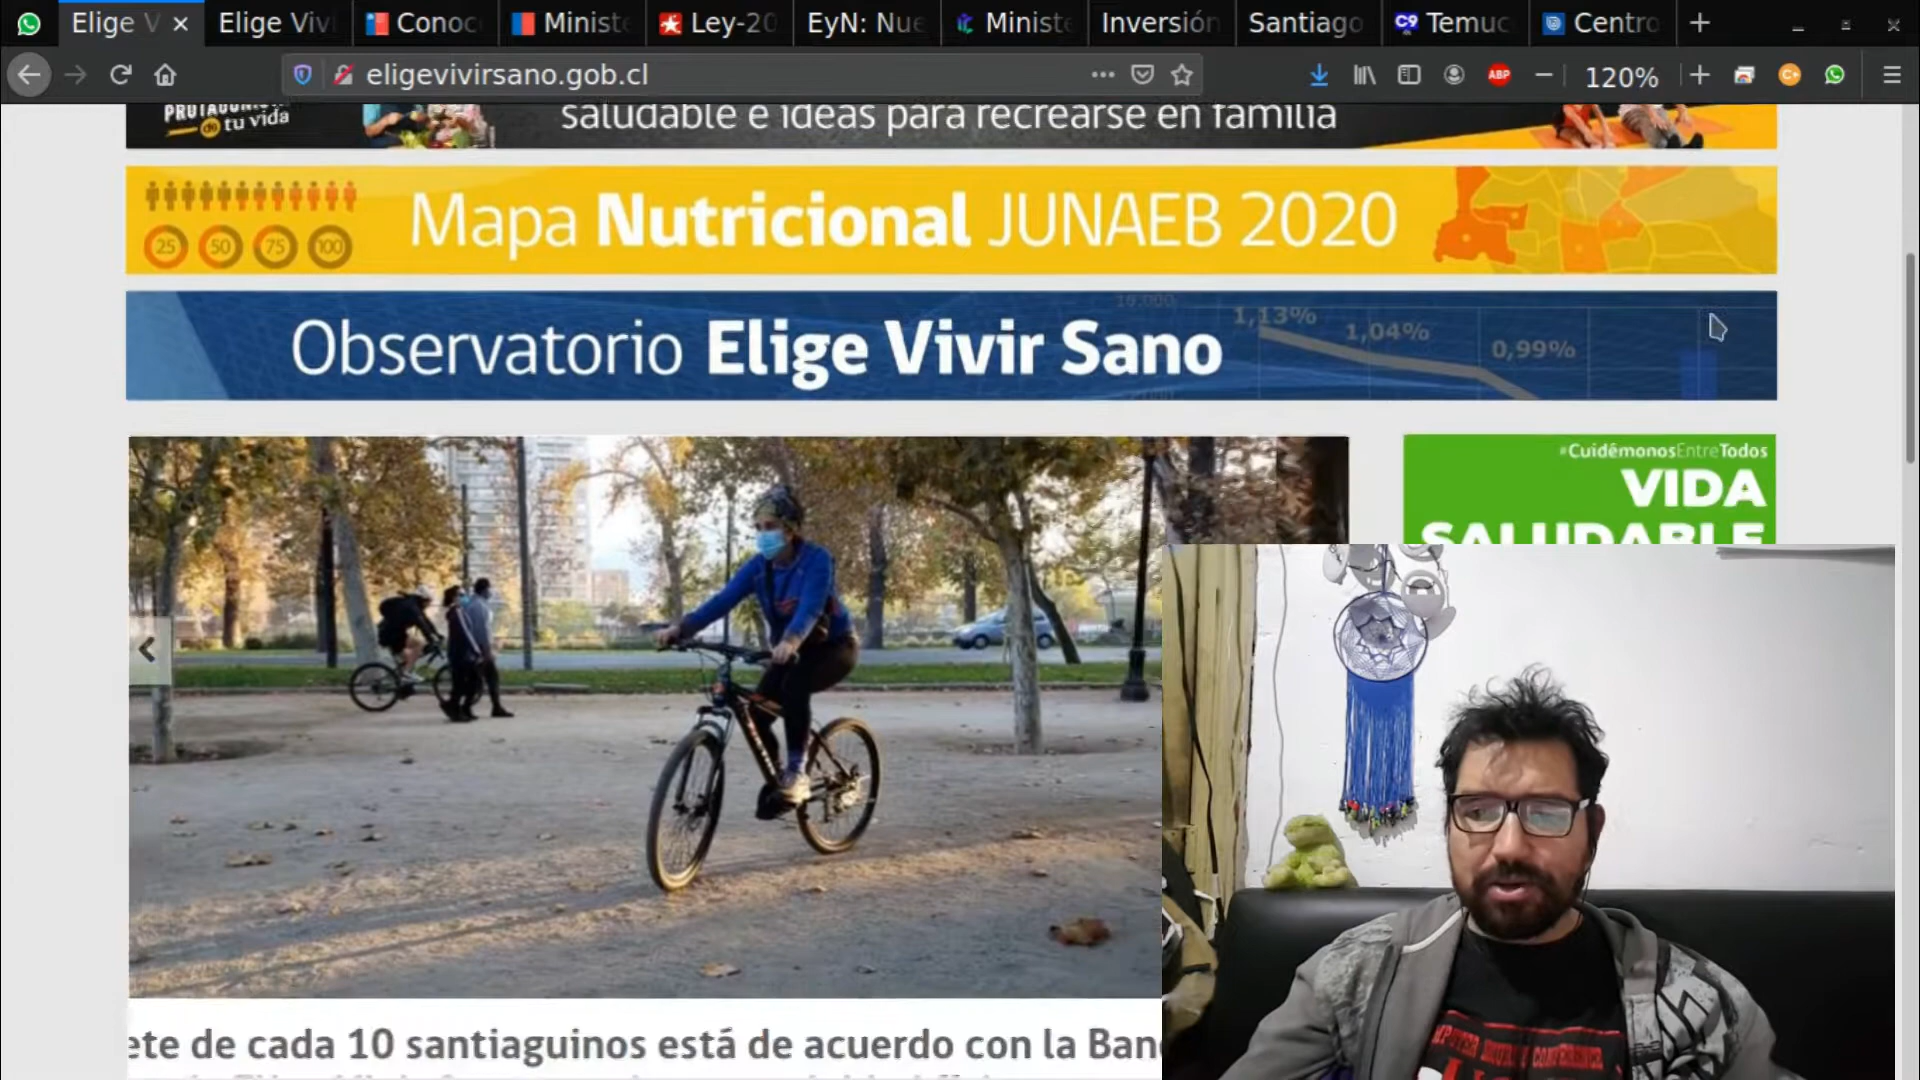 Elige V
Elige Viv
Conoc
Ministe
Ley-20
EyN: Nue
Ministe
Inversión
Santiago
Temuc
Centro
eligevivirsano.gob.cl
ABP
120%
de tu vida
saludable e ideas para recrearse en familia
25 50 75 100
Mapa Nutricional JUNAEB 2020
Observatorio Elige Vivir Sano
1,13%
1,04%
0,99%
#CuidémonosEntreTodos
VIDA
SALUDABLE
ete de cada 10 santiaguinos está de acuerdo con la Ban